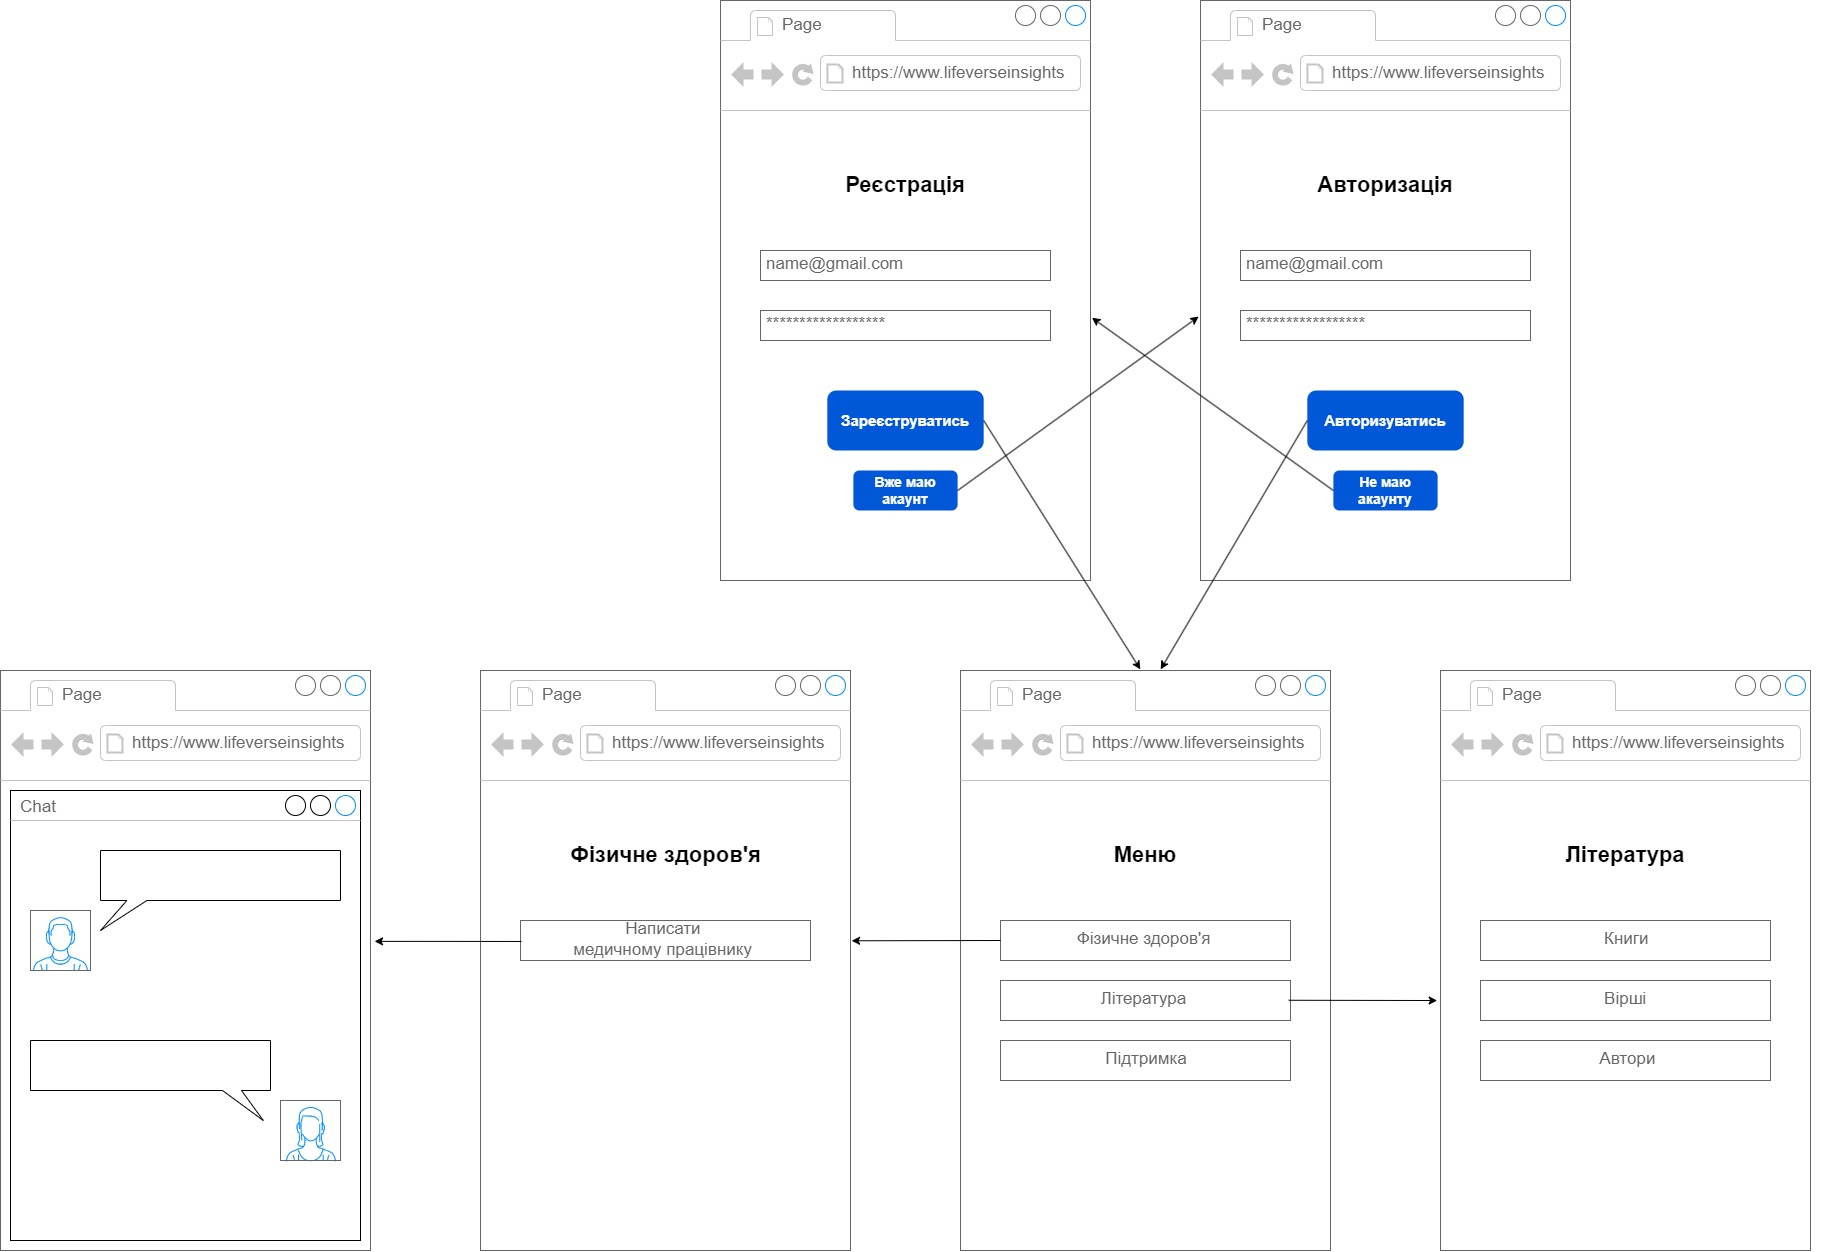 Page
https://www.lifeverseinsights
Реєстрація
name@gmail.com
******************
Зареєструватись
Вже маю
акаунт
Page
https://www.lifeverseinsights
Авторизація
name@gmail.com
******************
Авторизуватись
Не маю
акаунту
Page
https://www.lifeverseinsights
Chat
Page
https://www.lifeverseinsights
Фізичне здоров'я
Написати
медичному працівнику
Page
https://www.lifeverseinsights
Меню
Фізичне здоров'я
Література
Підтримка
Page
https://www.lifeverseinsights
Література
Книги
Вірші
Автори